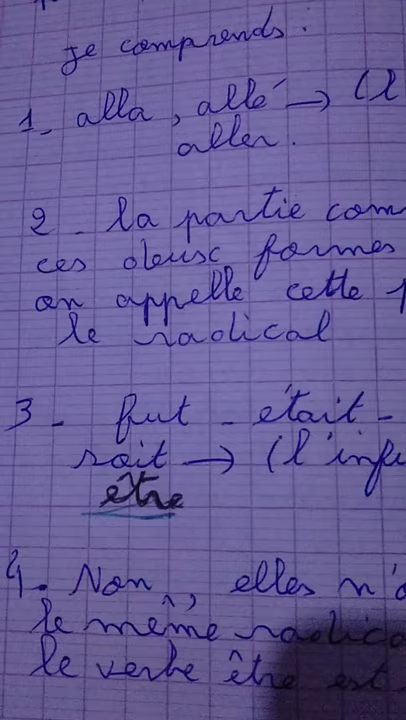 je comprends :
1. alla, allé → (l
aller.
2 - la partie com
ces deux formes
on appelle cette p
le radical
3 - fut - était -
soit → (l'infi
être
4. Non, elles n'o
le même radica
le verbe être est